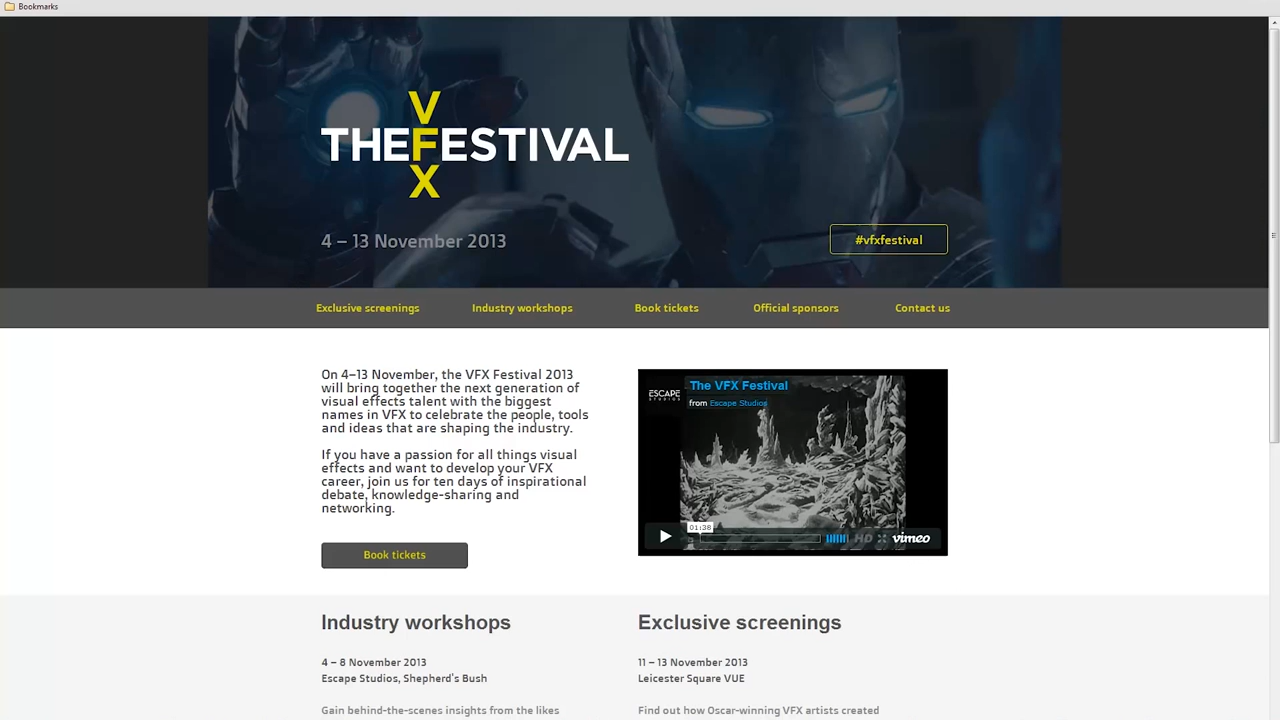 Bookmarks
V
THEFESTIVAL
X
4 – 13 November 2013
#vfxfestival
Exclusive screenings
Industry workshops
Book tickets
Official sponsors
Contact us
On 4–13 November, the VFX Festival 2013
will bring together the next generation of
visual effects talent with the biggest
names in VFX to celebrate the people, tools
and ideas that are shaping the industry.
If you have a passion for all things visual
effects and want to develop your VFX
career, join us for ten days of inspirational
debate, knowledge-sharing and
networking.
Book tickets
ESCAPE
STUDIOS
The VFX Festival
from Escape Studios
01:38
HD
vimeo
Industry workshops
4 – 8 November 2013
Escape Studios, Shepherd's Bush
Gain behind-the-scenes insights from the likes
Exclusive screenings
11 – 13 November 2013
Leicester Square VUE
Find out how Oscar-winning VFX artists created